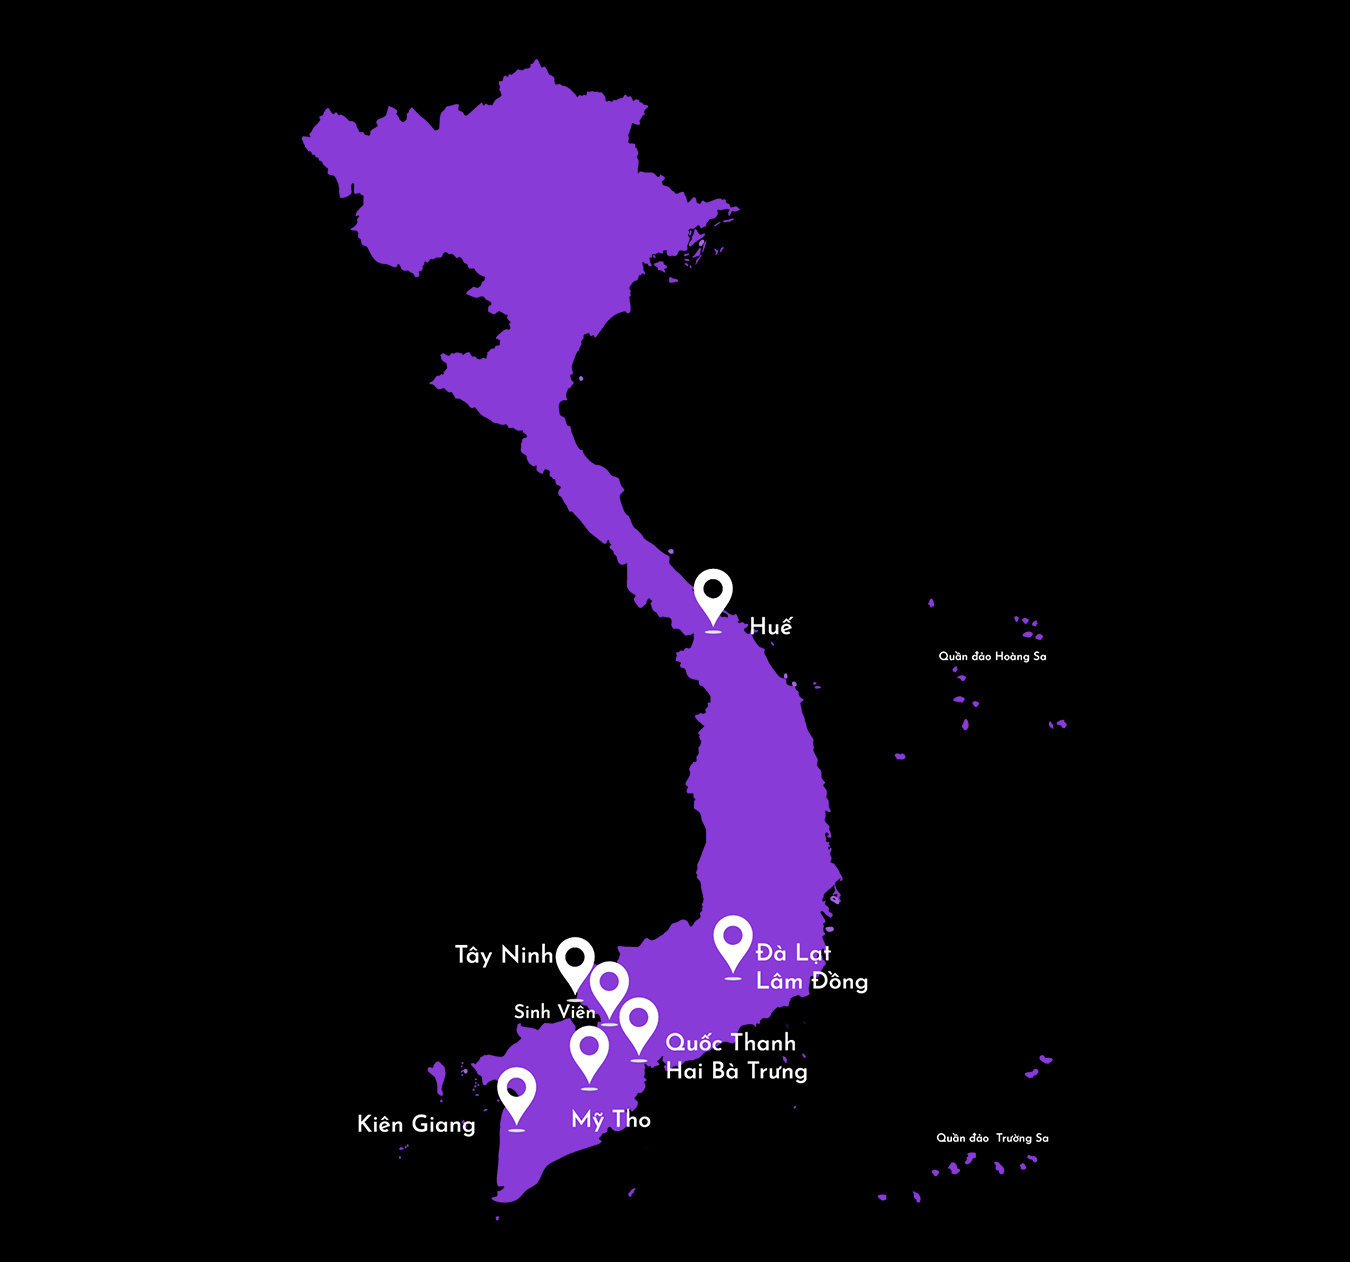 Huế
Quần đảo Hoàng Sa
Tây Ninh
Đà Lạt
Lâm Đồng
Sinh Viên
Quốc Thanh
Hai Bà Trưng
Mỹ Tho
Kiên Giang
Quần đảo Trường Sa